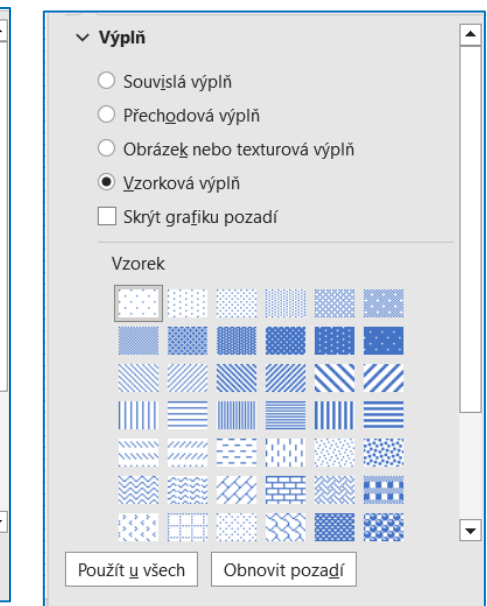 Výplň
Souvislá výplň
Přechodová výplň
Obrázek nebo texturová výplň
Vzorková výplň
Skrýt grafiku pozadí
Vzorek
Použít u všech
Obnovit pozadí